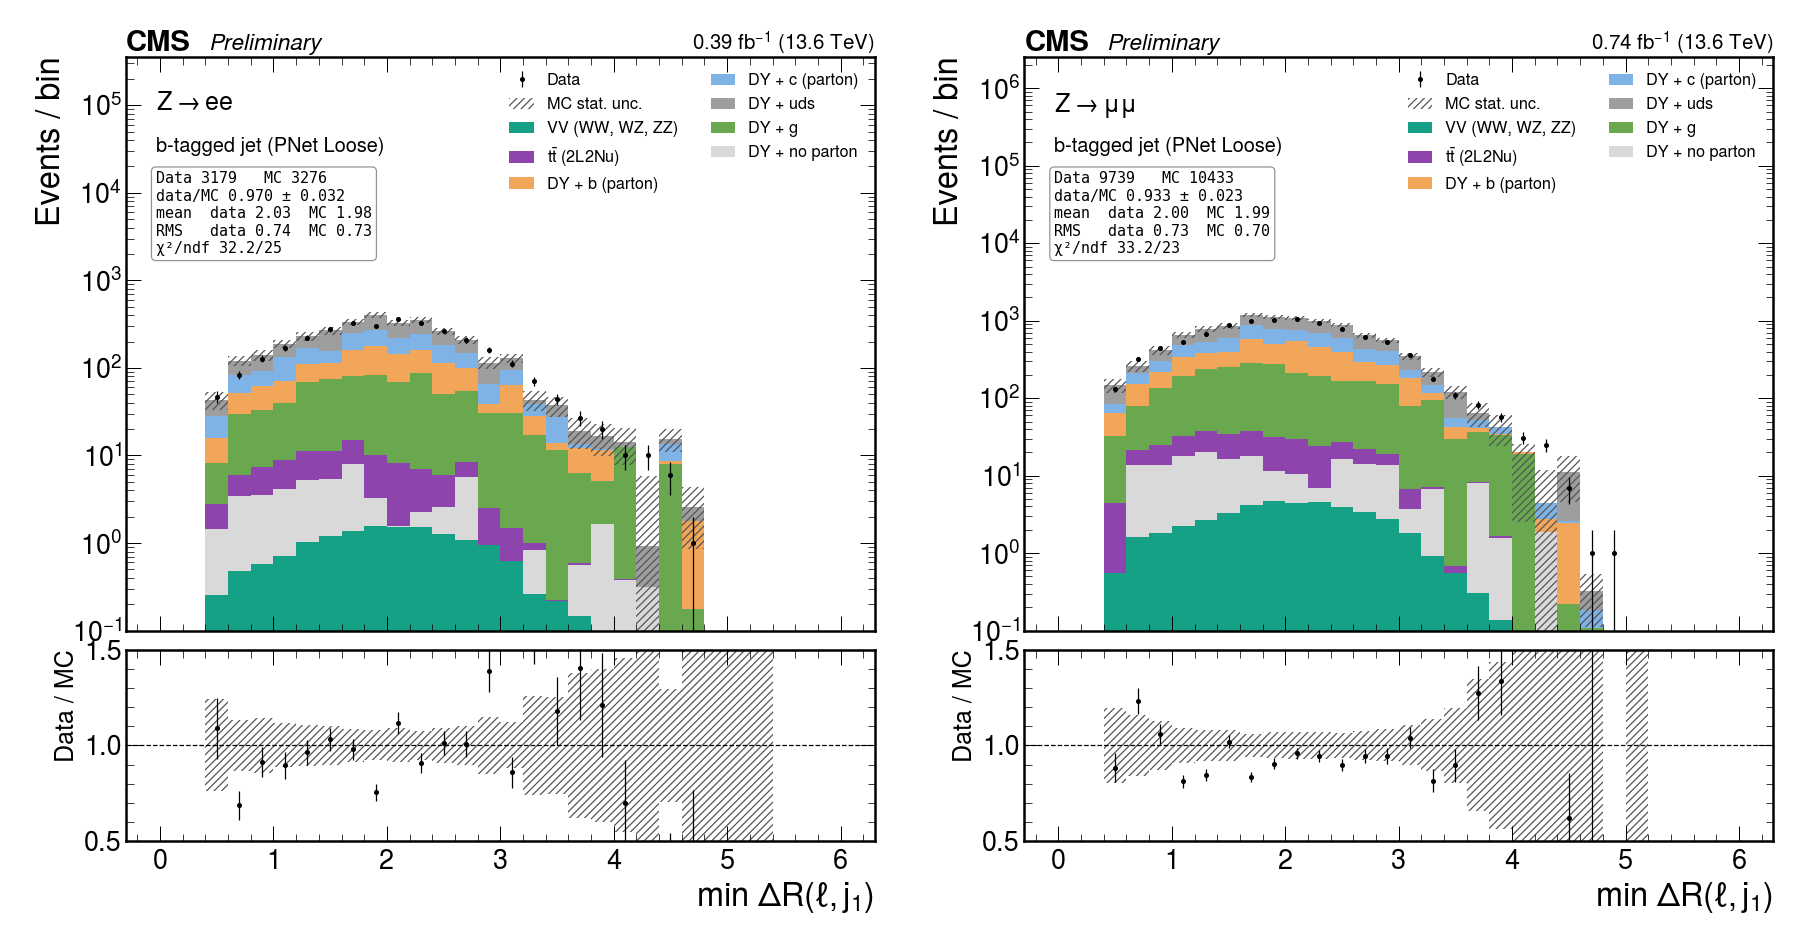 CMS Preliminary 0.39 fb⁻¹ (13.6 TeV)
Events / bin
Z → ee
b-tagged jet (PNet Loose)
Data 3179 MC 3276
data/MC 0.970 ± 0.032
mean data 2.03 MC 1.98
RMS data 0.74 MC 0.73
χ²/ndf 32.2/25
Data
MC stat. unc.
VV (WW, WZ, ZZ)
tt̄ (2L2Nu)
DY + b (parton)
DY + c (parton)
DY + uds
DY + g
DY + no parton
10⁵
10⁴
10³
10²
10¹
10⁰
10⁻¹
Data / MC
1.5
1.0
0.5
0 1 2 3 4 5 6
min ΔR(ℓ, j₁)
CMS Preliminary 0.74 fb⁻¹ (13.6 TeV)
Events / bin
Z → μμ
b-tagged jet (PNet Loose)
Data 9739 MC 10433
data/MC 0.933 ± 0.023
mean data 2.00 MC 1.99
RMS data 0.73 MC 0.70
χ²/ndf 33.2/23
Data
MC stat. unc.
VV (WW, WZ, ZZ)
tt̄ (2L2Nu)
DY + b (parton)
DY + c (parton)
DY + uds
DY + g
DY + no parton
10⁶
10⁵
10⁴
10³
10²
10¹
10⁰
10⁻¹
Data / MC
1.5
1.0
0.5
0 1 2 3 4 5 6
min ΔR(ℓ, j₁)